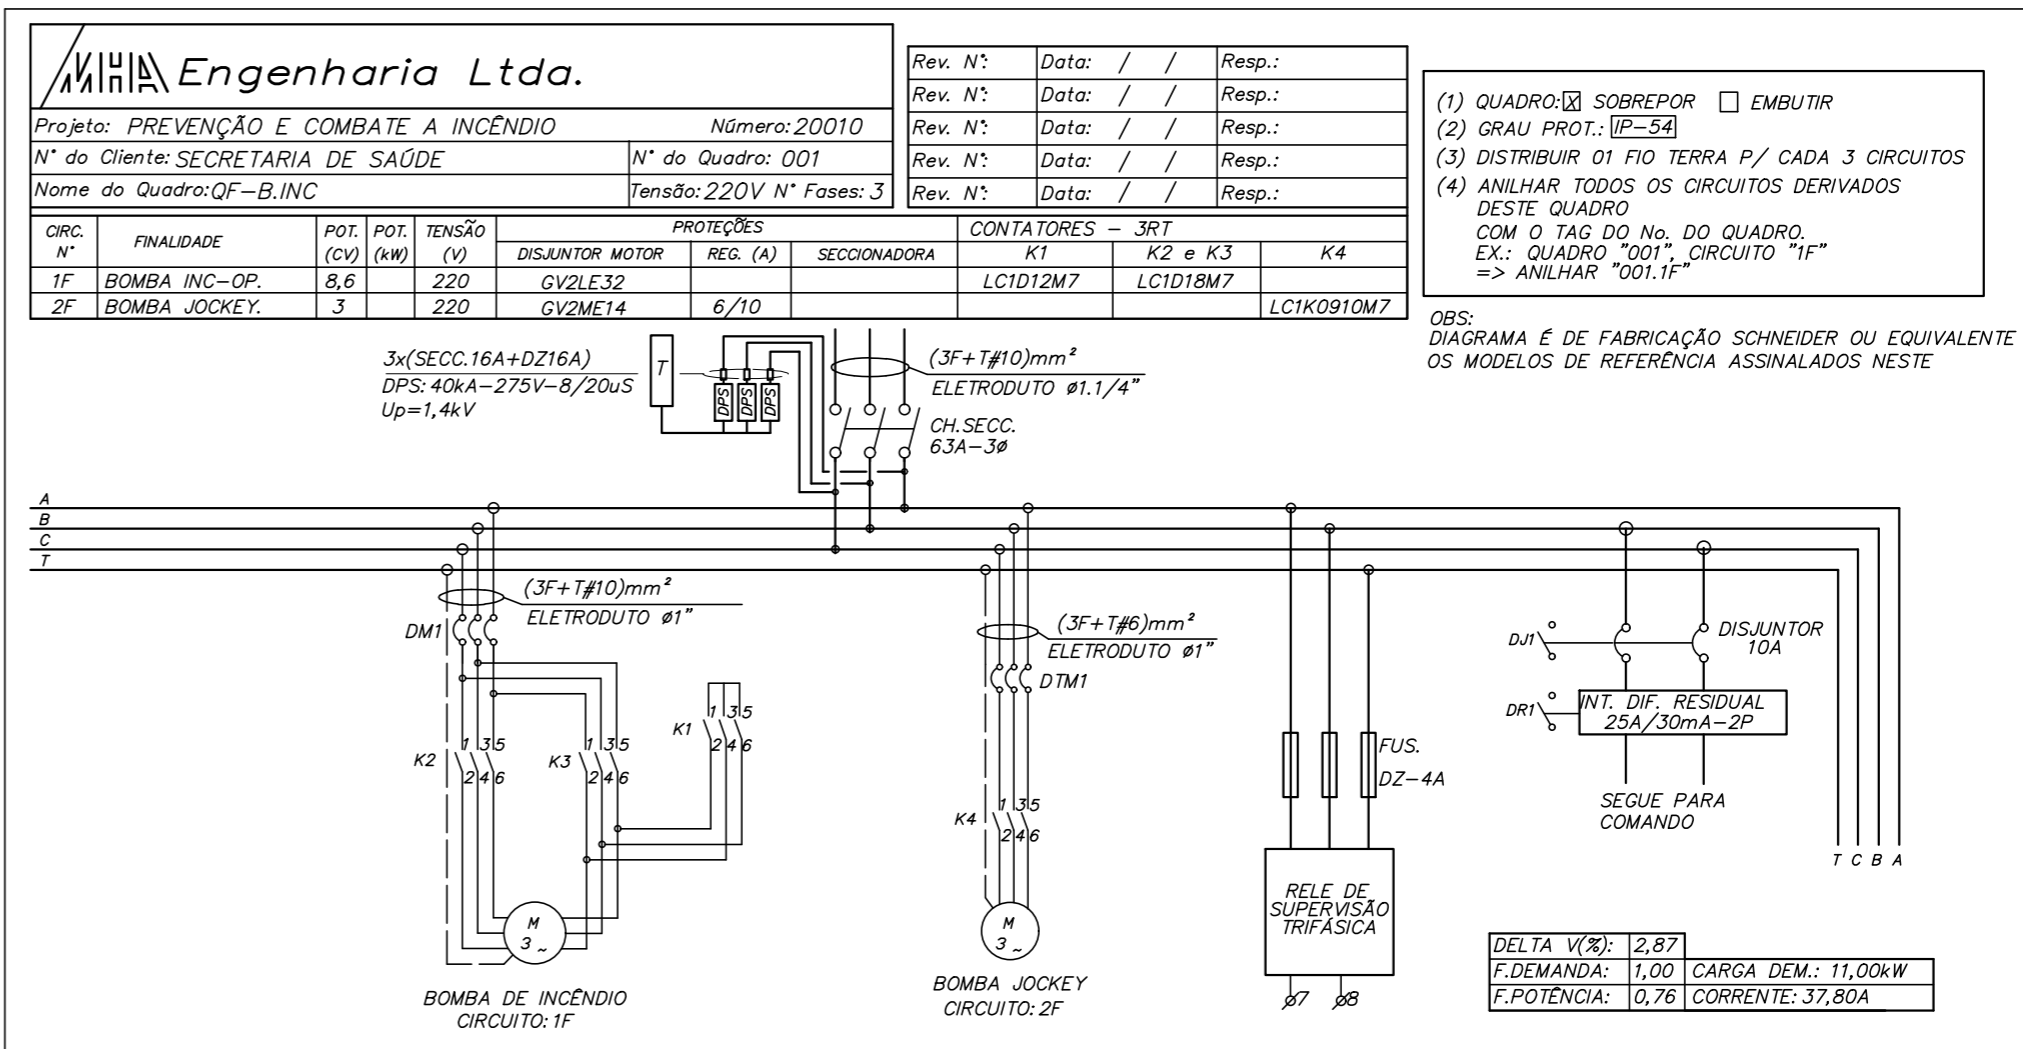 MHA Engenharia Ltda.
Projeto: PREVENÇÃO E COMBATE A INCÊNDIO Número: 20010
N° do Cliente: SECRETARIA DE SAÚDE N° do Quadro: 001
Nome do Quadro: QF-B.INC Tensão: 220V N° Fases: 3
Rev. N°: Data: / / Resp.:
Rev. N°: Data: / / Resp.:
Rev. N°: Data: / / Resp.:
Rev. N°: Data: / / Resp.:
Rev. N°: Data: / / Resp.:
(1) QUADRO: X SOBREPOR EMBUTIR
(2) GRAU PROT.: IP-54
(3) DISTRIBUIR 01 FIO TERRA P/ CADA 3 CIRCUITOS
(4) ANILHAR TODOS OS CIRCUITOS DERIVADOS
DESTE QUADRO
COM O TAG DO No. DO QUADRO.
EX.: QUADRO "001", CIRCUITO "1F"
=> ANILHAR "001.1F"
OBS:
DIAGRAMA É DE FABRICAÇÃO SCHNEIDER OU EQUIVALENTE
OS MODELOS DE REFERÊNCIA ASSINALADOS NESTE
CIRC. N° FINALIDADE POT. (CV) POT. (kW) TENSÃO (V) PROTEÇÕES CONTATORES - 3RT
DISJUNTOR MOTOR REG. (A) SECCIONADORA K1 K2 e K3 K4
1F BOMBA INC-OP. 8,6 220 GV2LE32 LC1D12M7 LC1D18M7
2F BOMBA JOCKEY. 3 220 GV2ME14 6/10 LC1K0910M7
3x(SECC.16A+DZ16A)
DPS: 40kA-275V-8/20uS
Up=1,4kV
T
DPS
DPS
DPS
(3F+T#10)mm²
ELETRODUTO ø1.1/4"
CH.SECC.
63A-3ø
A
B
C
T
(3F+T#10)mm²
ELETRODUTO ø1"
DM1
K2
1 3 5
2 4 6
K3
1 3 5
2 4 6
K1
1 3 5
2 4 6
M
3 ~
BOMBA DE INCÊNDIO
CIRCUITO: 1F
(3F+T#6)mm²
ELETRODUTO ø1"
DTM1
K4
1 3 5
2 4 6
M
3 ~
BOMBA JOCKEY
CIRCUITO: 2F
FUS.
DZ-4A
RELE DE
SUPERVISÃO
TRIFÁSICA
ø7 ø8
DJ1
DISJUNTOR
10A
DR1
INT. DIF. RESIDUAL
25A/30mA-2P
SEGUE PARA
COMANDO
T C B A
DELTA V(%): 2,87
F.DEMANDA: 1,00 CARGA DEM.: 11,00kW
F.POTÊNCIA: 0,76 CORRENTE: 37,80A